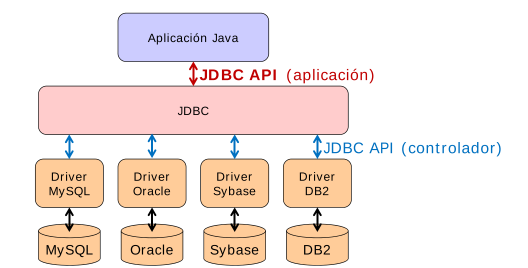 Aplicación Java
JDBC API (aplicación)
JDBC
JDBC API (controlador)
Driver
MySQL
Driver
Oracle
Driver
Sybase
Driver
DB2
MySQL
Oracle
Sybase
DB2